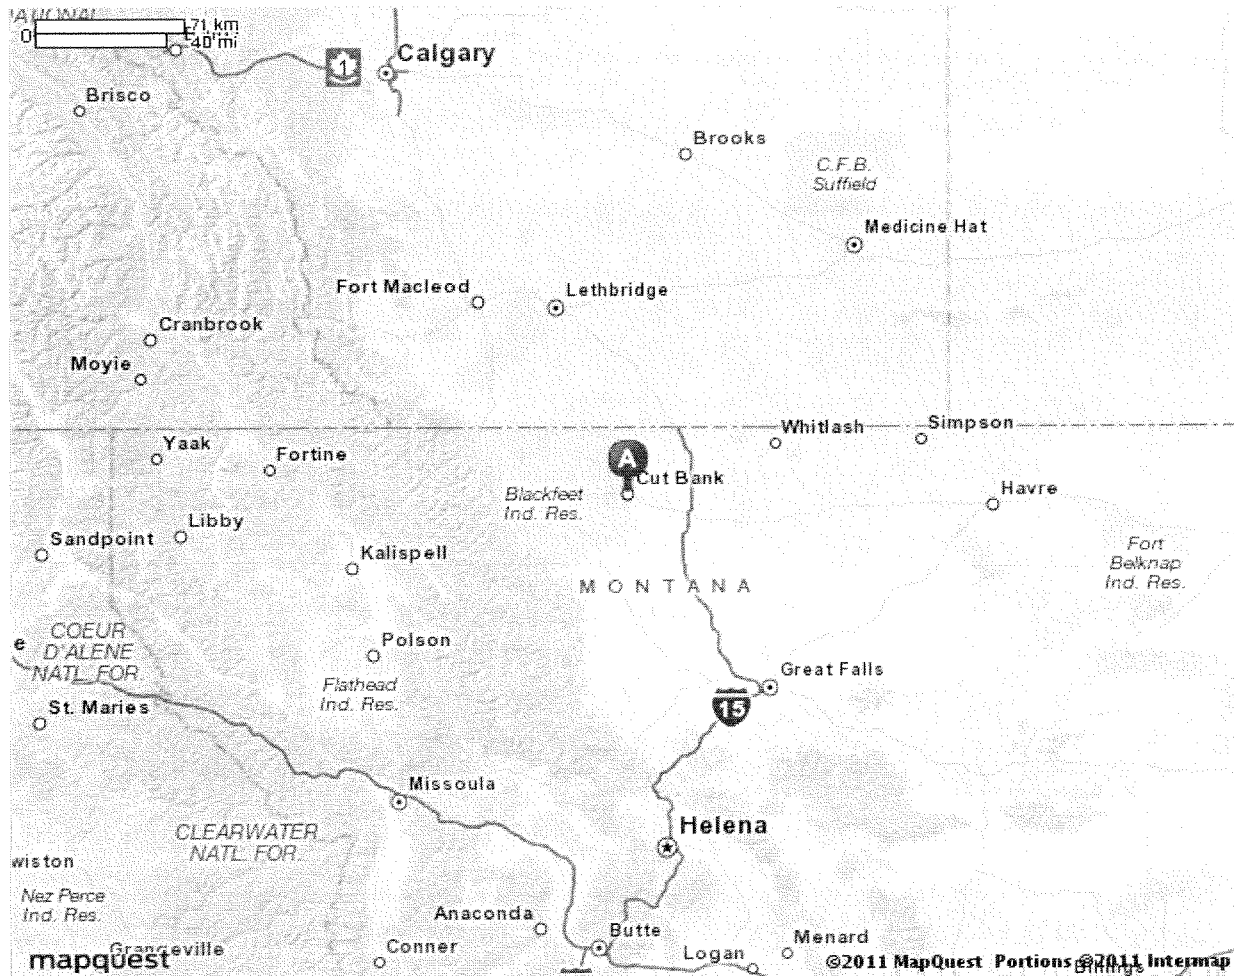 ATIONAL
71 km
0
40 mi
1
Calgary
Brisco
Brooks
C.F.B.
Suffield
Medicine Hat
Fort Macleod
Lethbridge
Cranbrook
Moyie
Whitlash
Simpson
Yaak
Fortine
A
Cut Bank
Blackfeet
Ind. Res.
Havre
Libby
Sandpoint
Kalispell
Fort
Belknap
Ind. Res.
MONTANA
COEUR
D'ALENE
NATL. FOR
e
Polson
Flathead
Ind. Res.
Great Falls
15
St. Maries
Missoula
Helena
CLEARWATER
NATL. FOR.
wiston
Nez Perce
Ind. Res.
Anaconda
Butte
Menard
Grangeville
Conner
Logan
mapquest
©2011 MapQuest Portions ©2011 Intermap
Billings